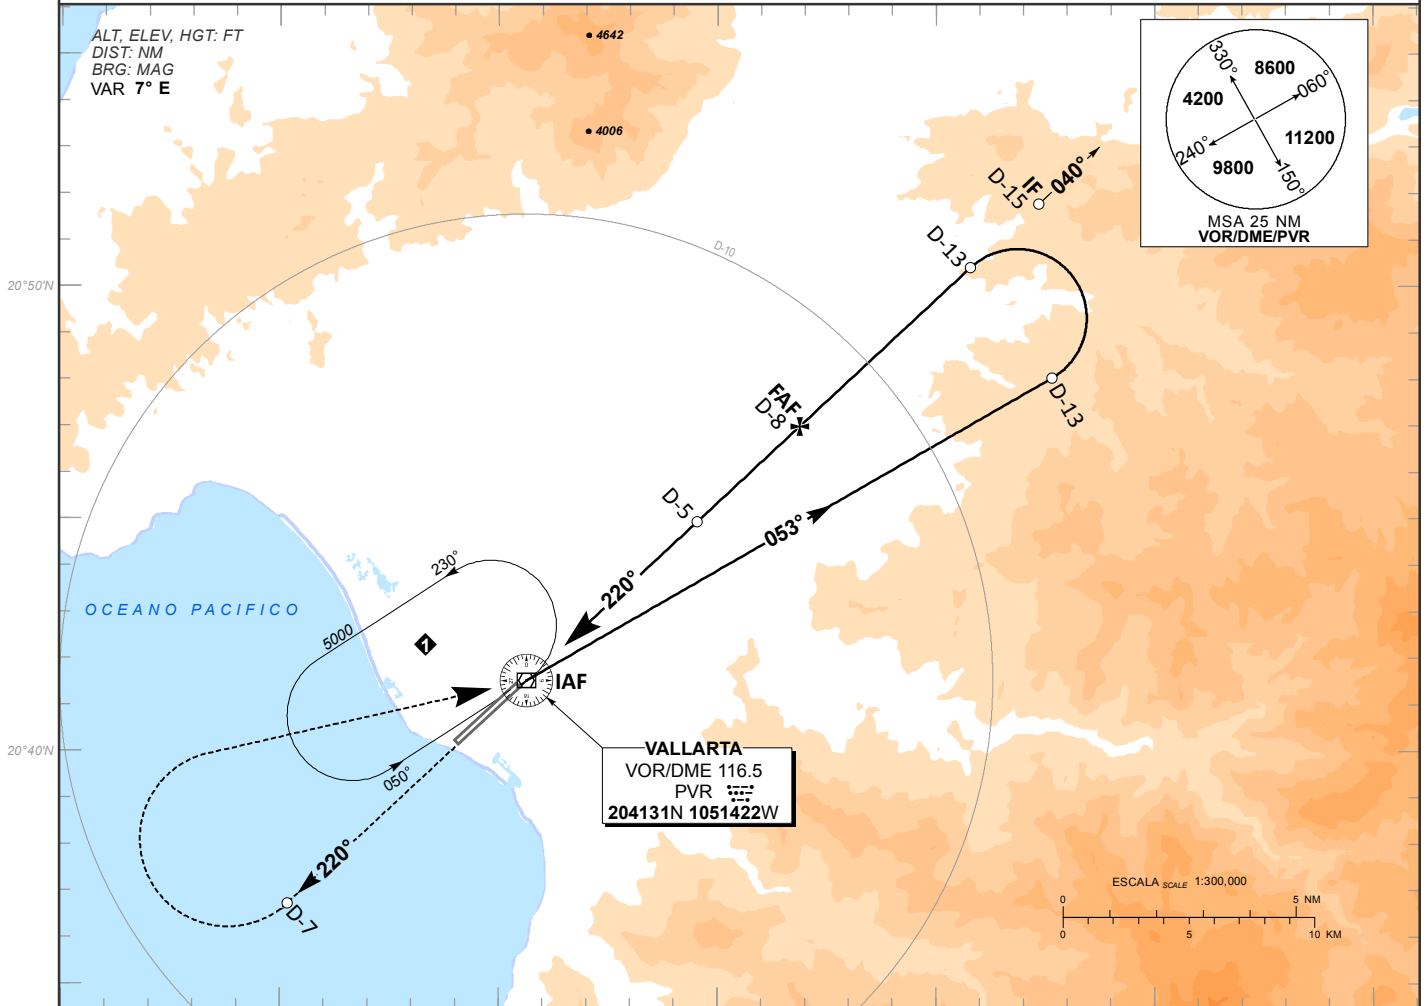 ALT, ELEV, HGT: FT
DIST: NM
BRG: MAG
VAR 7° E
4642
4006
330°
8600
060°
4200
11200
240°
9800
150°
MSA 25 NM
VOR/DME/PVR
IF
D-15
040°
D-13
D-10
20°50'N
D-13
FAF
D-8
D-5
053°
230°
220°
OCEANO PACIFICO
5000
1
IAF
20°40'N
050°
VALLARTA
VOR/DME 116.5
PVR
204131N 1051422W
220°
D-7
ESCALA SCALE 1:300,000
0 5 NM
0 5 10 KM